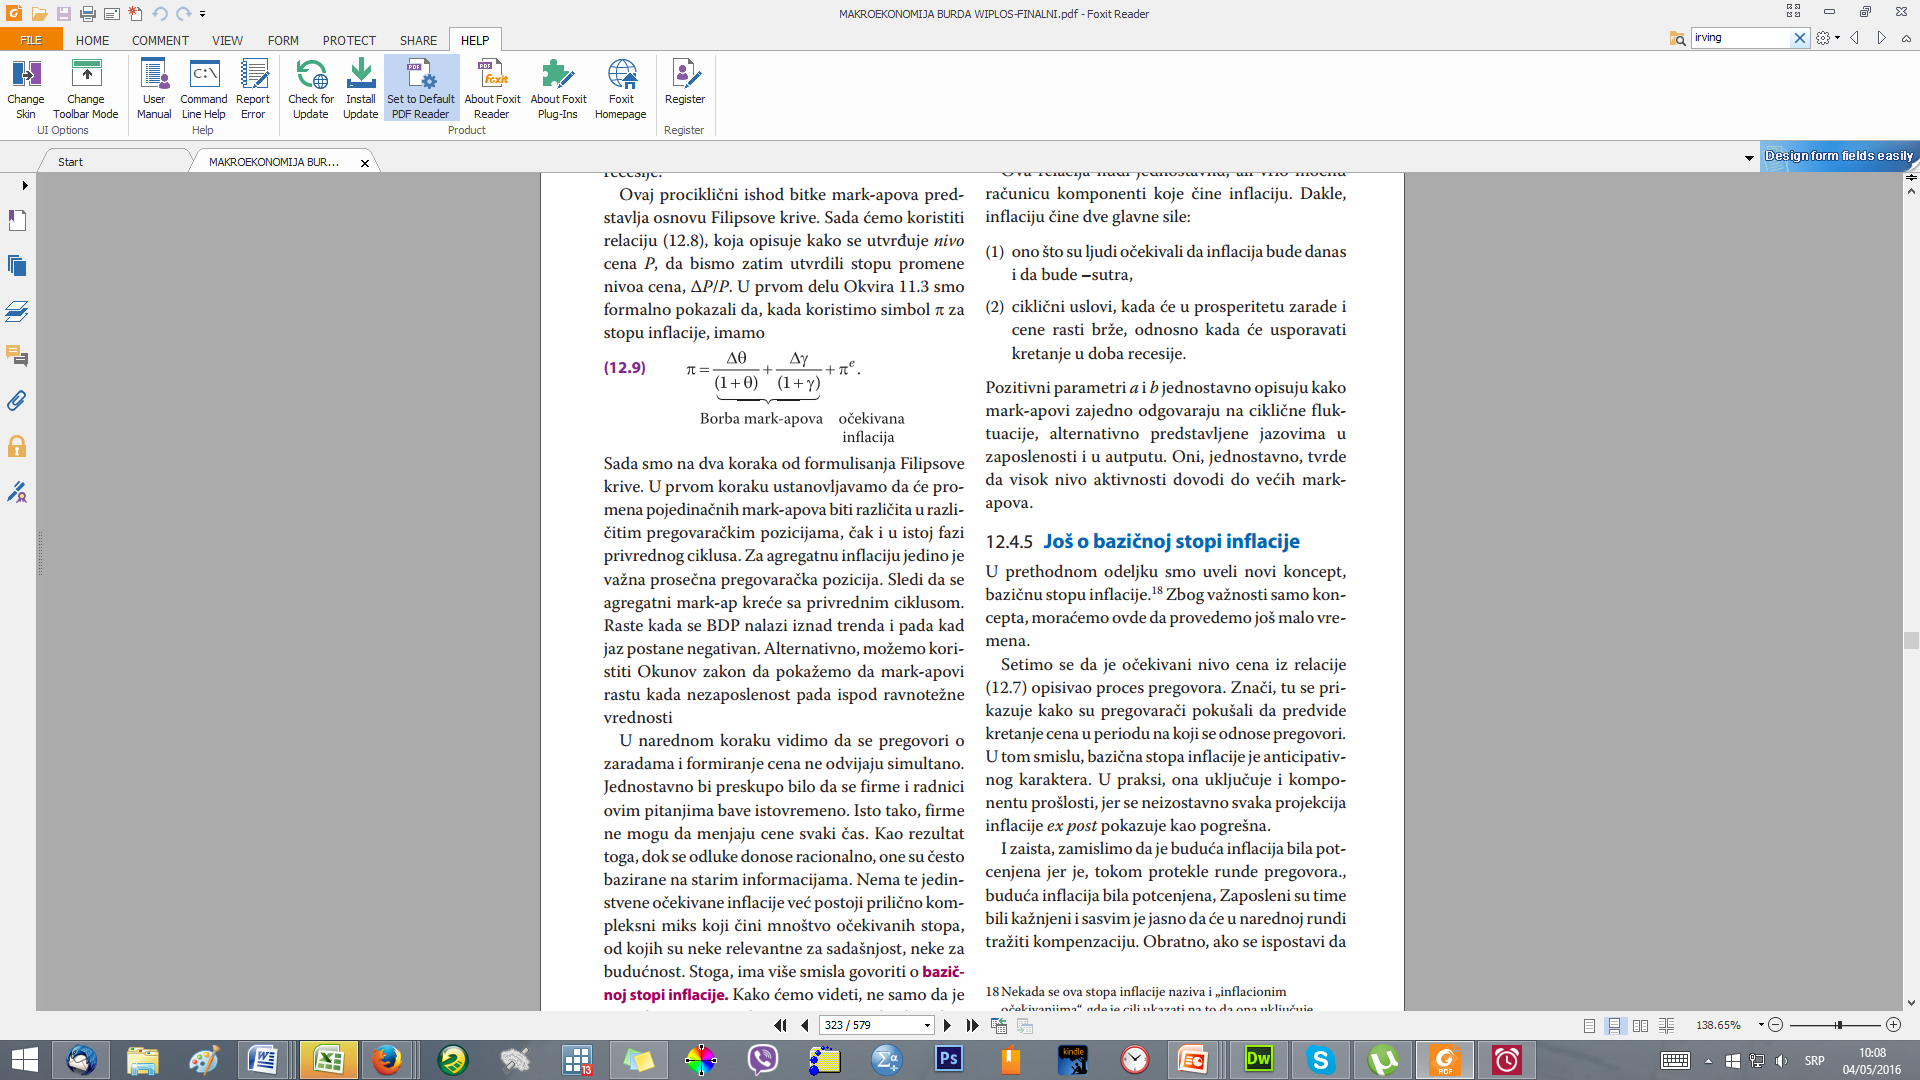 MAKROEKONOMIJA BURDA WIPLOS-FINALNI.pdf - Foxit Reader
FILE HOME COMMENT VIEW FORM PROTECT SHARE HELP
irving
Change Skin
Change Toolbar Mode
User Manual
Command Line Help
Report Error
Check for Update
Install Update
Set to Default PDF Reader
About Foxit Reader
About Foxit Plug-Ins
Foxit Homepage
Register
UI Options
Help
Product
Register
Start
MAKROEKONOMIJA BUR...
Design form fields easily
recesije.
Ovaj prociklični ishod bitke mark-apova pred-
stavlja osnovu Filipsove krive. Sada ćemo koristiti
relaciju (12.8), koja opisuje kako se utvrđuje nivo
cena P, da bismo zatim utvrdili stopu promene
nivoa cena, ΔP/P. U prvom delu Okvira 11.3 smo
formalno pokazali da, kada koristimo simbol π za
stopu inflacije, imamo
(12.9) π = Δθ/(1+θ) + Δγ/(1+γ) + πᵉ.
Borba mark-apova očekivana
inflacija
Sada smo na dva koraka od formulisanja Filipsove
krive. U prvom koraku ustanovljavamo da će pro-
mena pojedinačnih mark-apova biti različita u razli-
čitim pregovaračkim pozicijama, čak i u istoj fazi
privrednog ciklusa. Za agregatnu inflaciju jedino je
važna prosečna pregovaračka pozicija. Sledi da se
agregatni mark-ap kreće sa privrednim ciklusom.
Raste kada se BDP nalazi iznad trenda i pada kad
jaz postane negativan. Alternativno, možemo kori-
stiti Okunov zakon da pokažemo da mark-apovi
rastu kada nezaposlenost pada ispod ravnotežne
vrednosti
U narednom koraku vidimo da se pregovori o
zaradama i formiranje cena ne odvijaju simultano.
Jednostavno bi preskupo bilo da se firme i radnici
ovim pitanjima bave istovremeno. Isto tako, firme
ne mogu da menjaju cene svaki čas. Kao rezultat
toga, dok se odluke donose racionalno, one su često
bazirane na starim informacijama. Nema te jedin-
stvene očekivane inflacije već postoji prilično kom-
pleksni miks koji čini mnoštvo očekivanih stopa,
od kojih su neke relevantne za sadašnjost, neke za
budućnost. Stoga, ima više smisla govoriti o bazič-
noj stopi inflacije. Kako ćemo videti, ne samo da je
Ova relacija nudi jednostavnu, ali vrlo moćnu
računicu komponenti koje čine inflaciju. Dakle,
inflaciju čine dve glavne sile:
(1) ono što su ljudi očekivali da inflacija bude danas
i da bude –sutra,
(2) ciklični uslovi, kada će u prosperitetu zarade i
cene rasti brže, odnosno kada će usporavati
kretanje u doba recesije.
Pozitivni parametri a i b jednostavno opisuju kako
mark-apovi zajedno odgovaraju na ciklične fluk-
tuacije, alternativno predstavljene jazovima u
zaposlenosti i u autputu. Oni, jednostavno, tvrde
da visok nivo aktivnosti dovodi do većih mark-
apova.
12.4.5 Još o bazičnoj stopi inflacije
U prethodnom odeljku smo uveli novi koncept,
bazičnu stopu inflacije.18 Zbog važnosti samo kon-
cepta, moraćemo ovde da provedemo još malo vre-
mena.
Setimo se da je očekivani nivo cena iz relacije
(12.7) opisivao proces pregovora. Znači, tu se pri-
kazuje kako su pregovarači pokušali da predvide
kretanje cena u periodu na koji se odnose pregovori.
U tom smislu, bazična stopa inflacije je anticipativ-
nog karaktera. U praksi, ona uključuje i kompo-
nentu prošlosti, jer se neizostavno svaka projekcija
inflacije ex post pokazuje kao pogrešna.
I zaista, zamislimo da je buduća inflacija bila pot-
cenjena jer je, tokom protekle runde pregovora.,
buduća inflacija bila potcenjena, Zaposleni su time
bili kažnjeni i sasvim je jasno da će u narednoj rundi
tražiti kompenzaciju. Obratno, ako se ispostavi da
18 Nekada se ova stopa inflacije naziva i „inflacionim
očekivanjima“, gde je cilj ukazati na to da ona uključuje
323 / 579
138.65%
SRP
10:08
04/05/2016